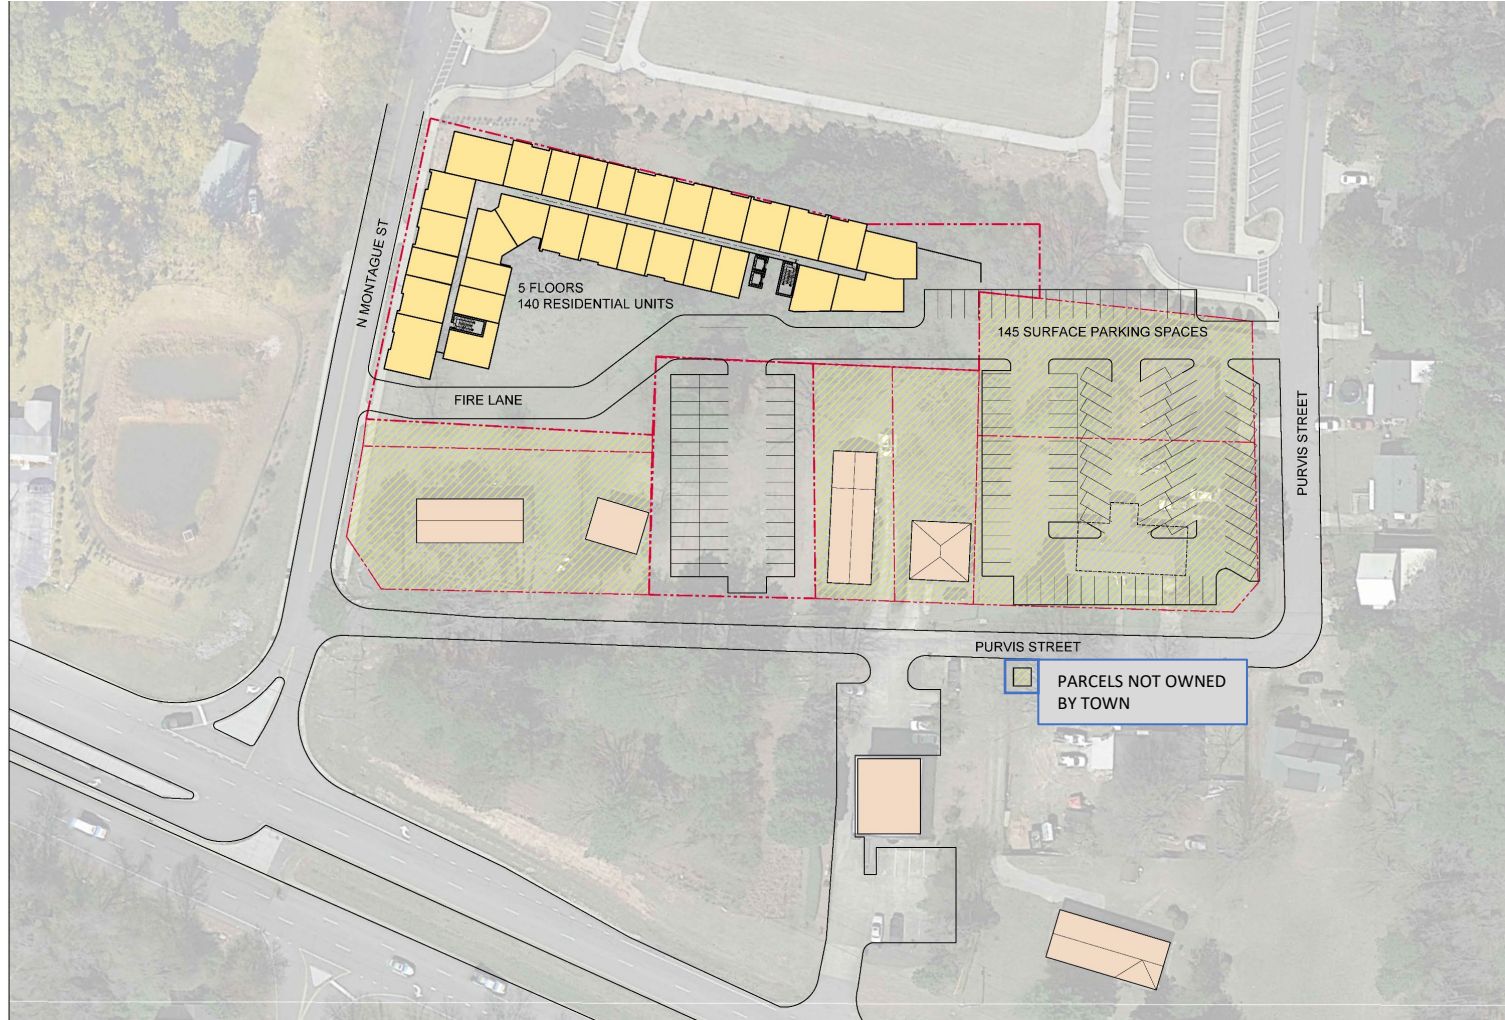 N MONTAGUE ST
5 FLOORS
140 RESIDENTIAL UNITS
145 SURFACE PARKING SPACES
FIRE LANE
PURVIS STREET
PURVIS STREET
PARCELS NOT OWNED
BY TOWN